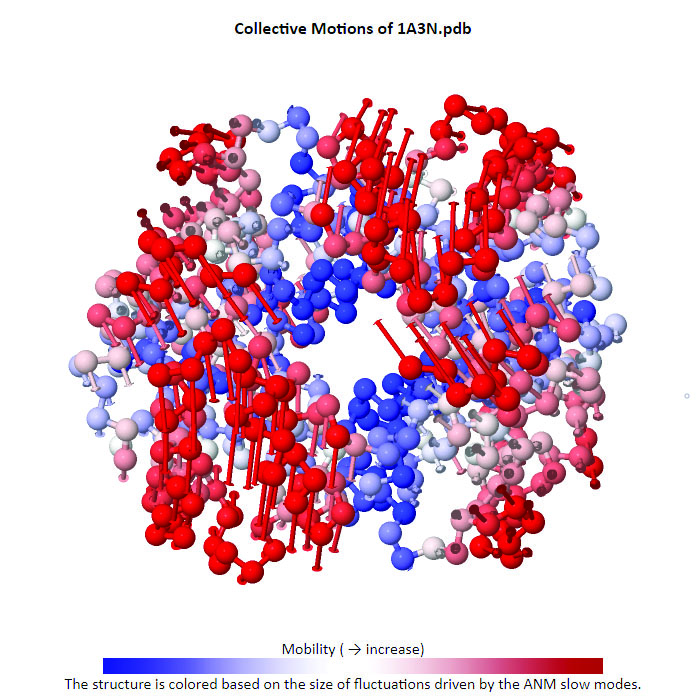 Collective Motions of 1A3N.pdb
Mobility ( → increase)
The structure is colored based on the size of fluctuations driven by the ANM slow modes.